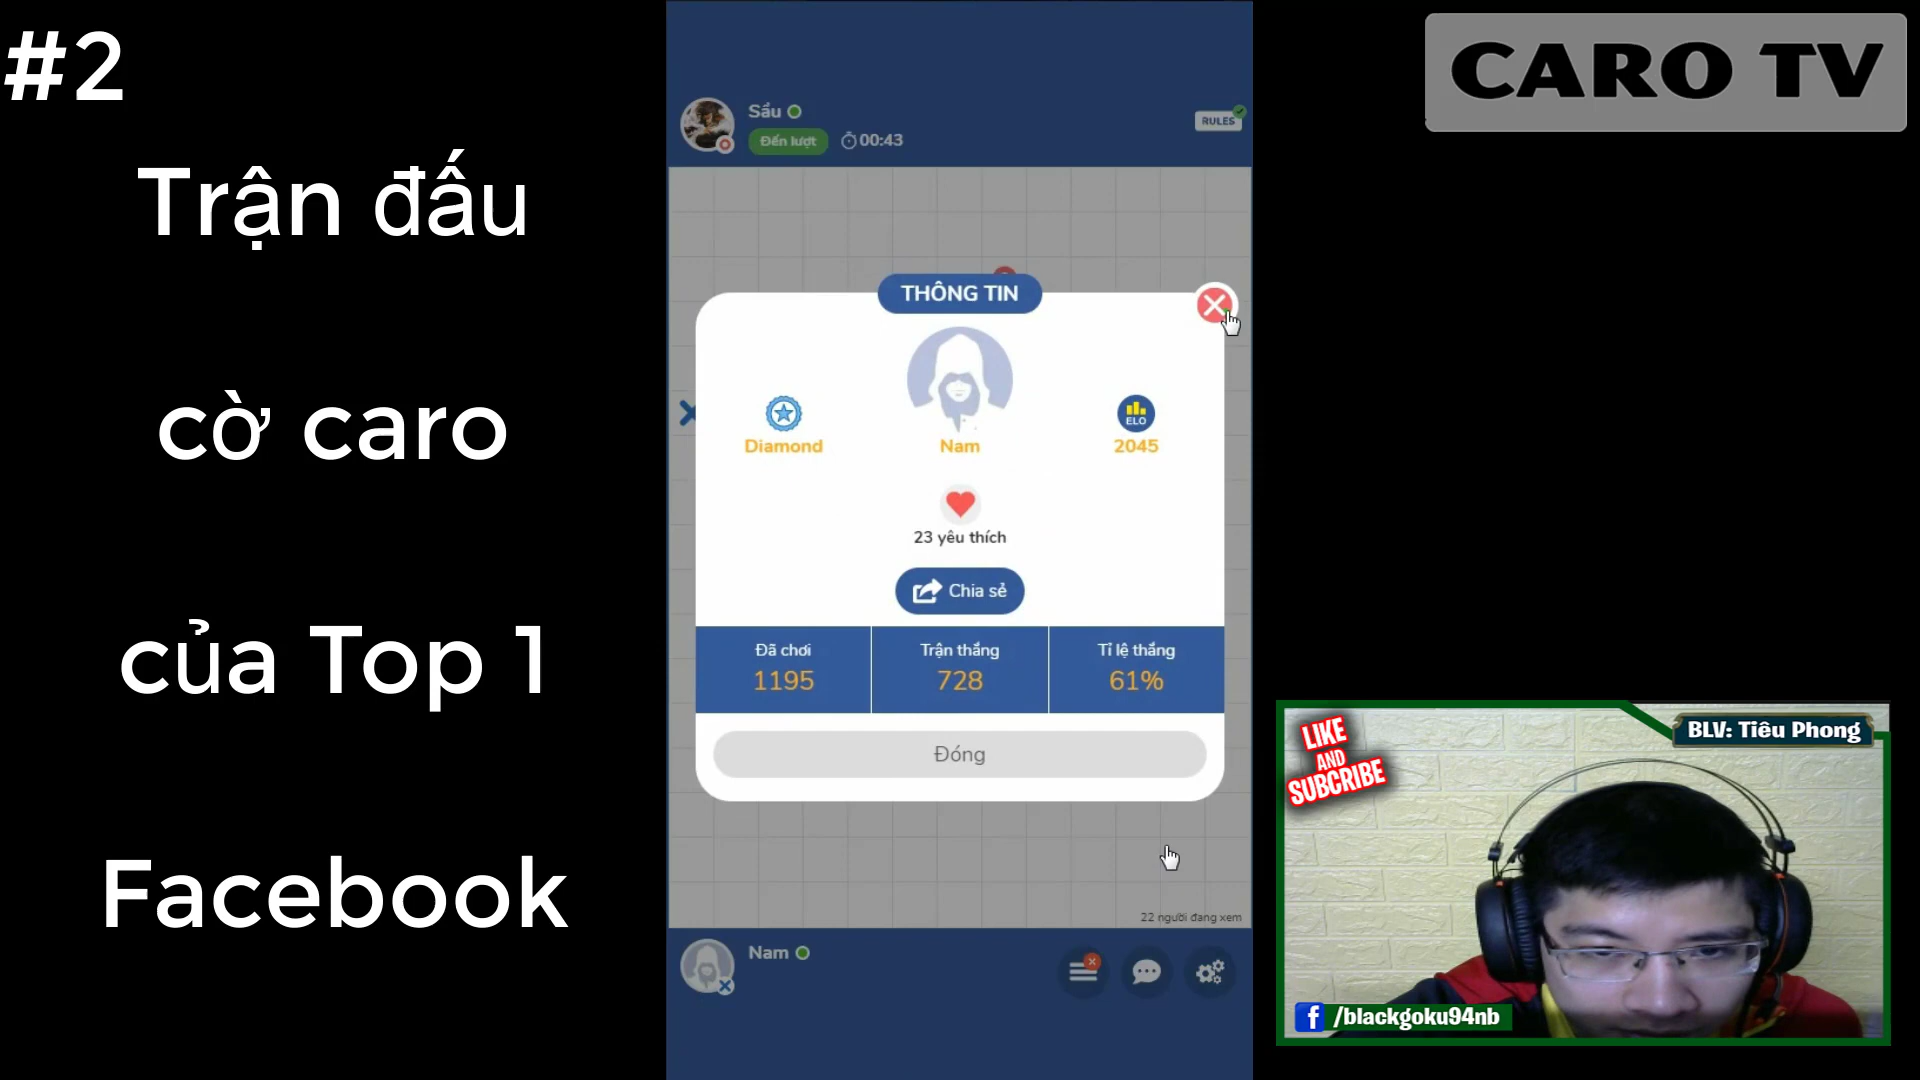 #2
Trận đấu
cờ caro
của Top 1
Facebook
CARO TV
Sầu
Đến lượt
00:43
RULES
THÔNG TIN
Diamond
Nam
ELO
2045
23 yêu thích
Chia sẻ
Đã chơi
Trận thắng
Tỉ lệ thắng
1195
728
61%
Đóng
22 người đang xem
Nam
LIKE
AND
SUBCRIBE
BLV: Tiêu Phong
f /blackgoku94nb